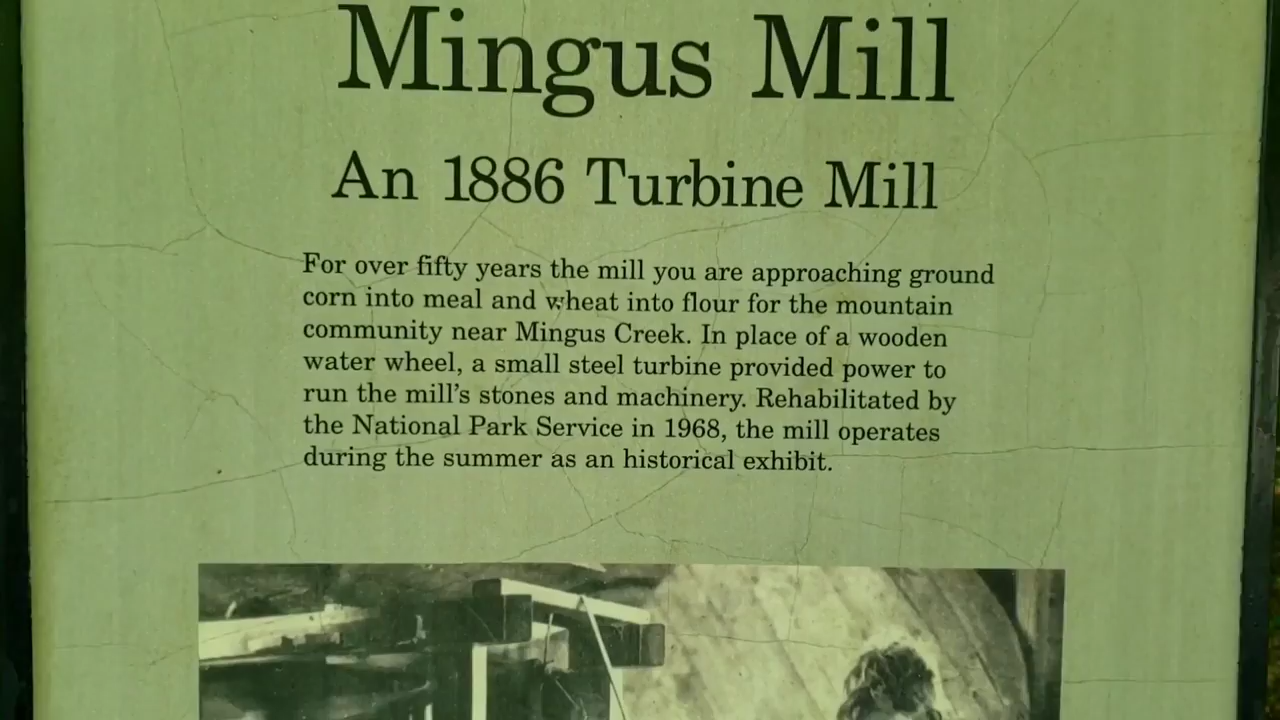 Mingus Mill
An 1886 Turbine Mill
For over fifty years the mill you are approaching ground
corn into meal and wheat into flour for the mountain
community near Mingus Creek. In place of a wooden
water wheel, a small steel turbine provided power to
run the mill's stones and machinery. Rehabilitated by
the National Park Service in 1968, the mill operates
during the summer as an historical exhibit.